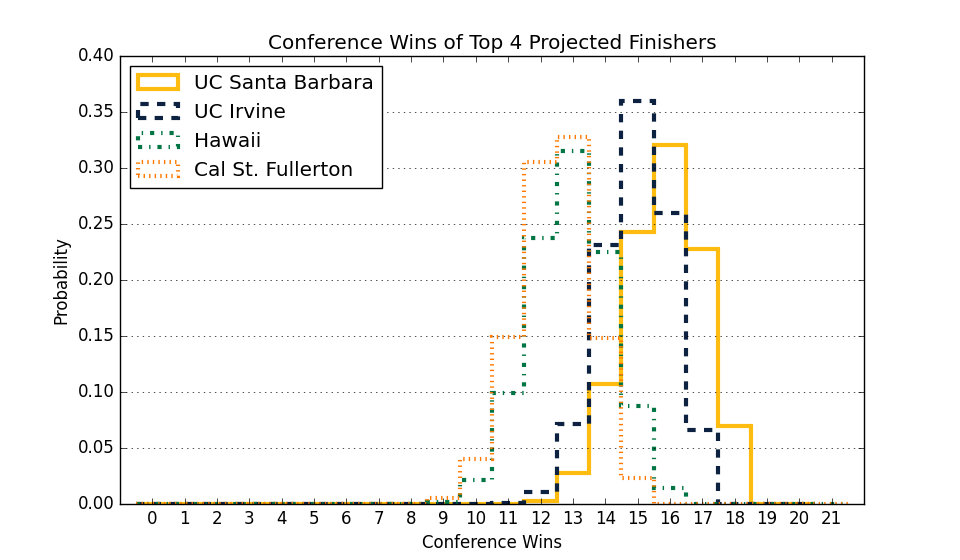 Conference Wins of Top 4 Projected Finishers
0.40
0.35
0.30
0.25
0.20
0.15
0.10
0.05
0.00
Probability
UC Santa Barbara
UC Irvine
Hawaii
Cal St. Fullerton
0 1 2 3 4 5 6 7 8 9 10 11 12 13 14 15 16 17 18 19 20 21
Conference Wins